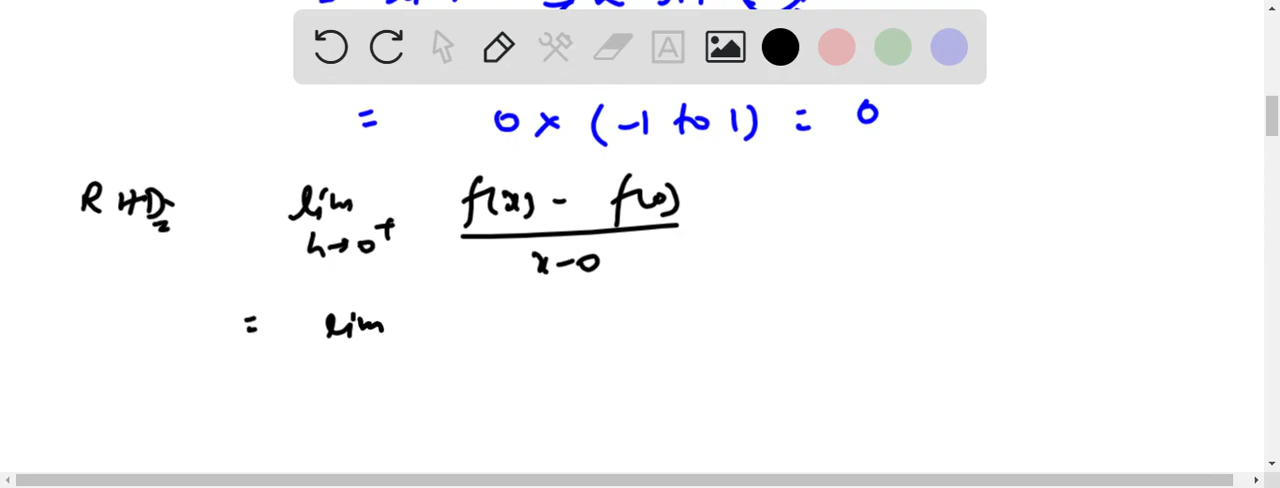 = 0 × (-1 to 1) = 0
RHD = lim h→0⁺ f(x) - f(0) / x-0
= lim